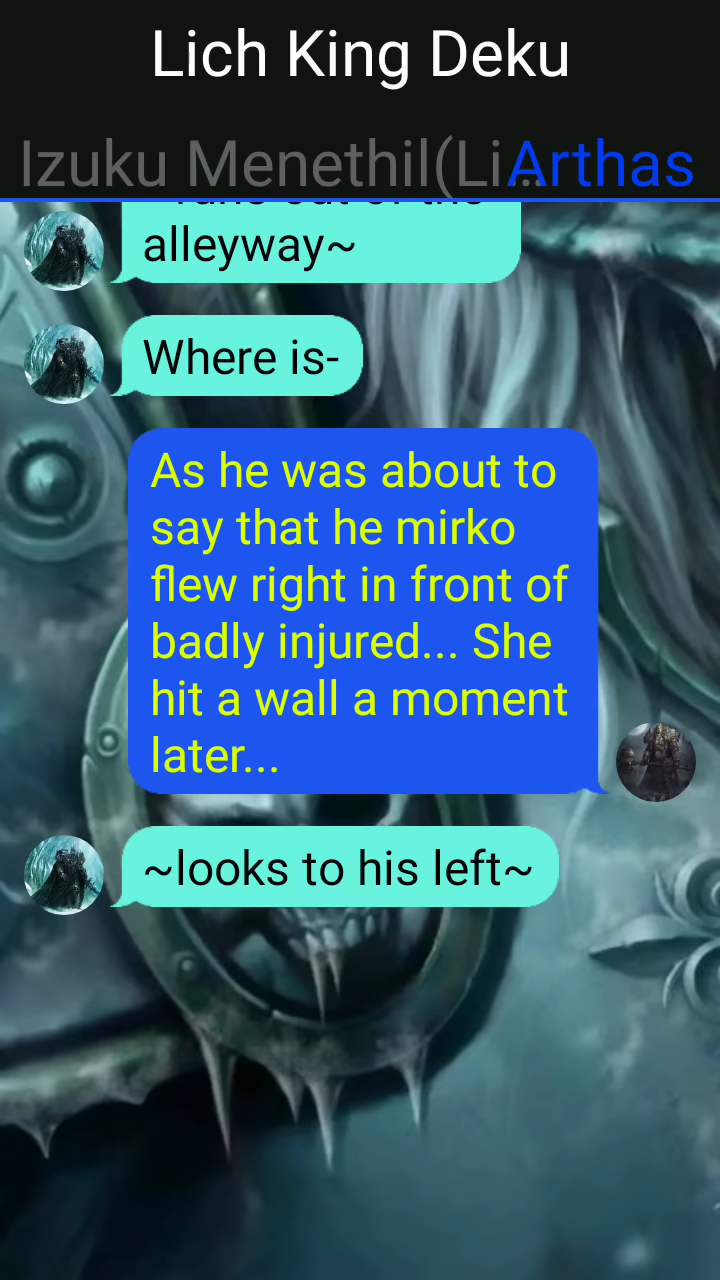 Lich King Deku
Izuku Menethil(Li...
Arthas
alleyway~
Where is-
As he was about to
say that he mirko
flew right in front of
badly injured... She
hit a wall a moment
later...
~looks to his left~